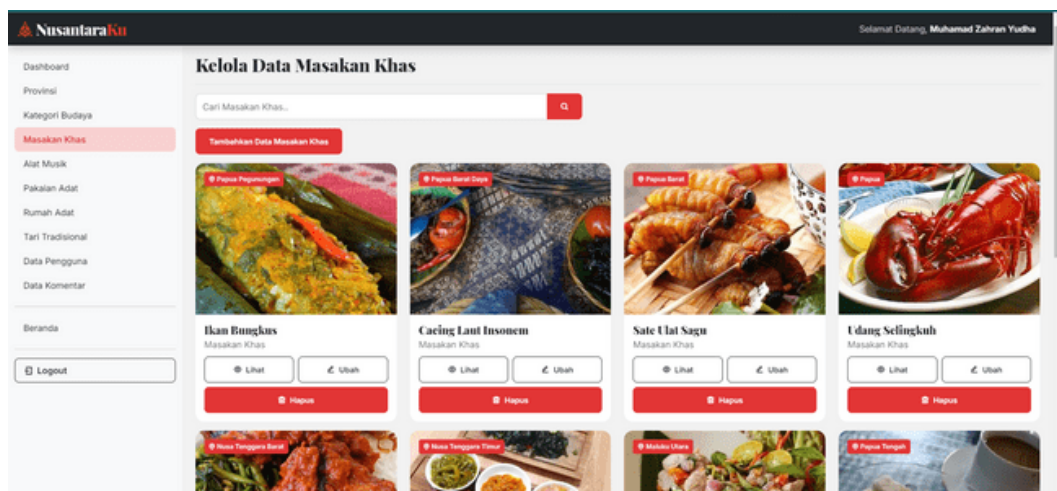 NusantaraKu
Selamat Datang, Muhamad Zahran Yudha
Dashboard
Provinsi
Kategori Budaya
Masakan Khas
Alat Musik
Pakaian Adat
Rumah Adat
Tari Tradisional
Data Pengguna
Data Komentar
Beranda
Logout
Kelola Data Masakan Khas
Cari Masakan Khas..
Tambahkan Data Masakan Khas
Papua Pegunungan
Papua Barat Daya
Papua Barat
Papua
Ikan Bungkus
Cacing Laut Insonem
Sate Ulat Sagu
Udang Selingkuh
Masakan Khas
Masakan Khas
Masakan Khas
Masakan Khas
Lihat Ubah
Lihat Ubah
Lihat Ubah
Lihat Ubah
Hapus
Hapus
Hapus
Hapus
Nusa Tenggara Barat
Nusa Tenggara Timur
Maluku Utara
Papua Tengah